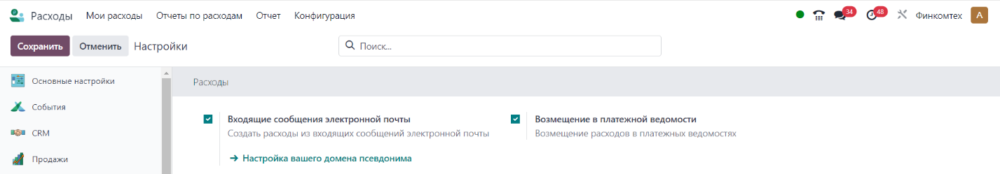 Расходы Мои расходы Отчеты по расходам Отчет Конфигурация 34 48 Финкомтех A
Сохранить Отменить Настройки Поиск...
Основные настройки
Расходы
События
Входящие сообщения электронной почты Возмещение в платежной ведомости
CRM
Создать расходы из входящих сообщений электронной почты Возмещение расходов в платежных ведомостях
Продажи
→ Настройка вашего домена псевдонима